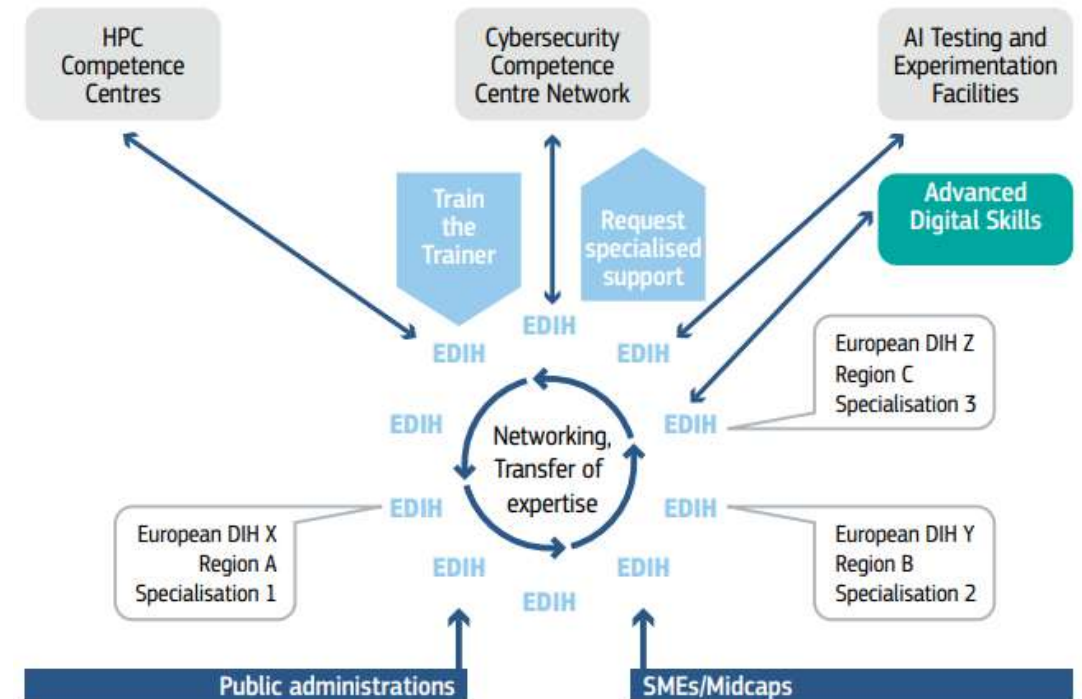 HPC
Competence
Centres
Cybersecurity
Competence
Centre Network
AI Testing and
Experimentation
Facilities
Train
the
Trainer
Request
specialised
support
Advanced
Digital Skills
EDIH
EDIH
EDIH
European DIH Z
Region C
Specialisation 3
EDIH
EDIH
Networking,
Transfer of
expertise
EDIH
EDIH
European DIH X
Region A
Specialisation 1
European DIH Y
Region B
Specialisation 2
EDIH
EDIH
EDIH
Public administrations
SMEs/Midcaps